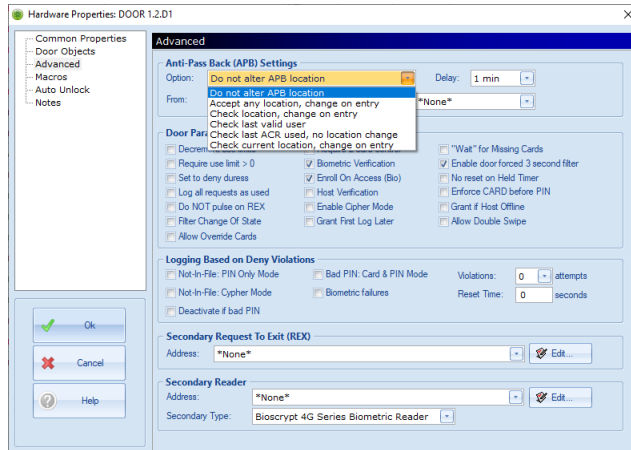 Hardware Properties: DOOR 1.2.D1
Common Properties
Door Objects
Advanced
Macros
Auto Unlock
Notes
Ok
Cancel
Help
Advanced
Anti-Pass Back (APB) Settings
Option: Do not alter APB location Delay: 1 min
Do not alter APB location
Accept any location, change on entry
From: *None*
Check location, change on entry
Check last valid user
Check last ACR used, no location change
Check current location, change on entry
Door Para
Decrem "Wait" for Missing Cards
Require use limit > 0 Biometric Verification Enable door forced 3 second filter
Set to deny duress Enroll On Access (Bio) No reset on Held Timer
Log all requests as used Host Verification Enforce CARD before PIN
Do NOT pulse on REX Enable Cipher Mode Grant if Host Offline
Filter Change Of State Grant First Log Later Allow Double Swipe
Allow Override Cards
Logging Based on Deny Violations
Not-In-File: PIN Only Mode Bad PIN: Card & PIN Mode Violations: 0 attempts
Not-In-File: Cypher Mode Biometric failures Reset Time: 0 seconds
Deactivate if bad PIN
Secondary Request To Exit (REX)
Address: *None* Edit...
Secondary Reader
Address: *None* Edit...
Secondary Type: Bioscrypt 4G Series Biometric Reader